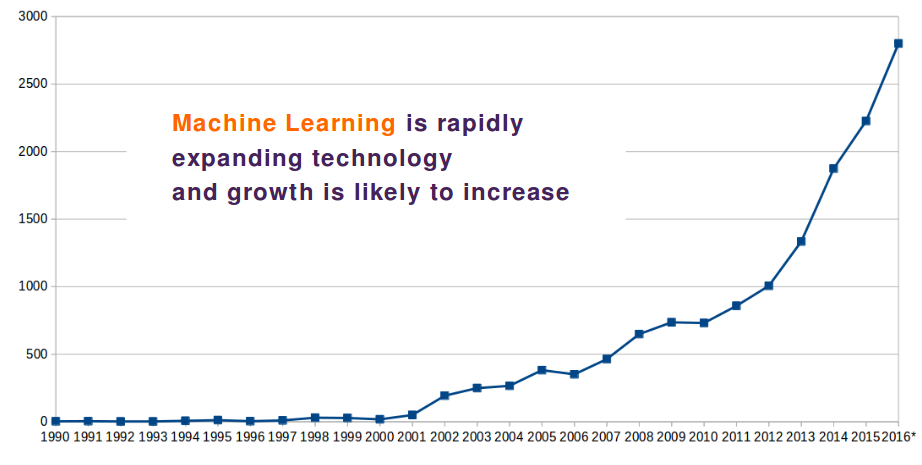 3000
2500
Machine Learning is rapidly
expanding technology
2000
and growth is likely to increase
1500
1000
500
0
1990 1991 1992 1993 1994 1995 1996 1997 1998 1999 2000 2001 2002 2003 2004 2005 2006 2007 2008 2009 2010 2011 2012 2013 2014 2015 2016*